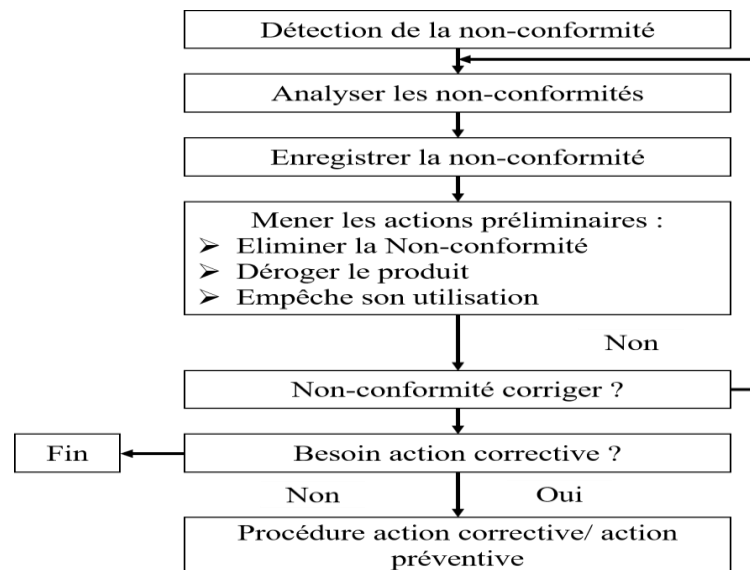 Détection de la non-conformité
Analyser les non-conformités
Enregistrer la non-conformité
Mener les actions préliminaires :
➢ Eliminer la Non-conformité
➢ Déroger le produit
➢ Empêche son utilisation
Non
Non-conformité corriger ?
Fin
Besoin action corrective ?
Non
Oui
Procédure action corrective/ action
préventive